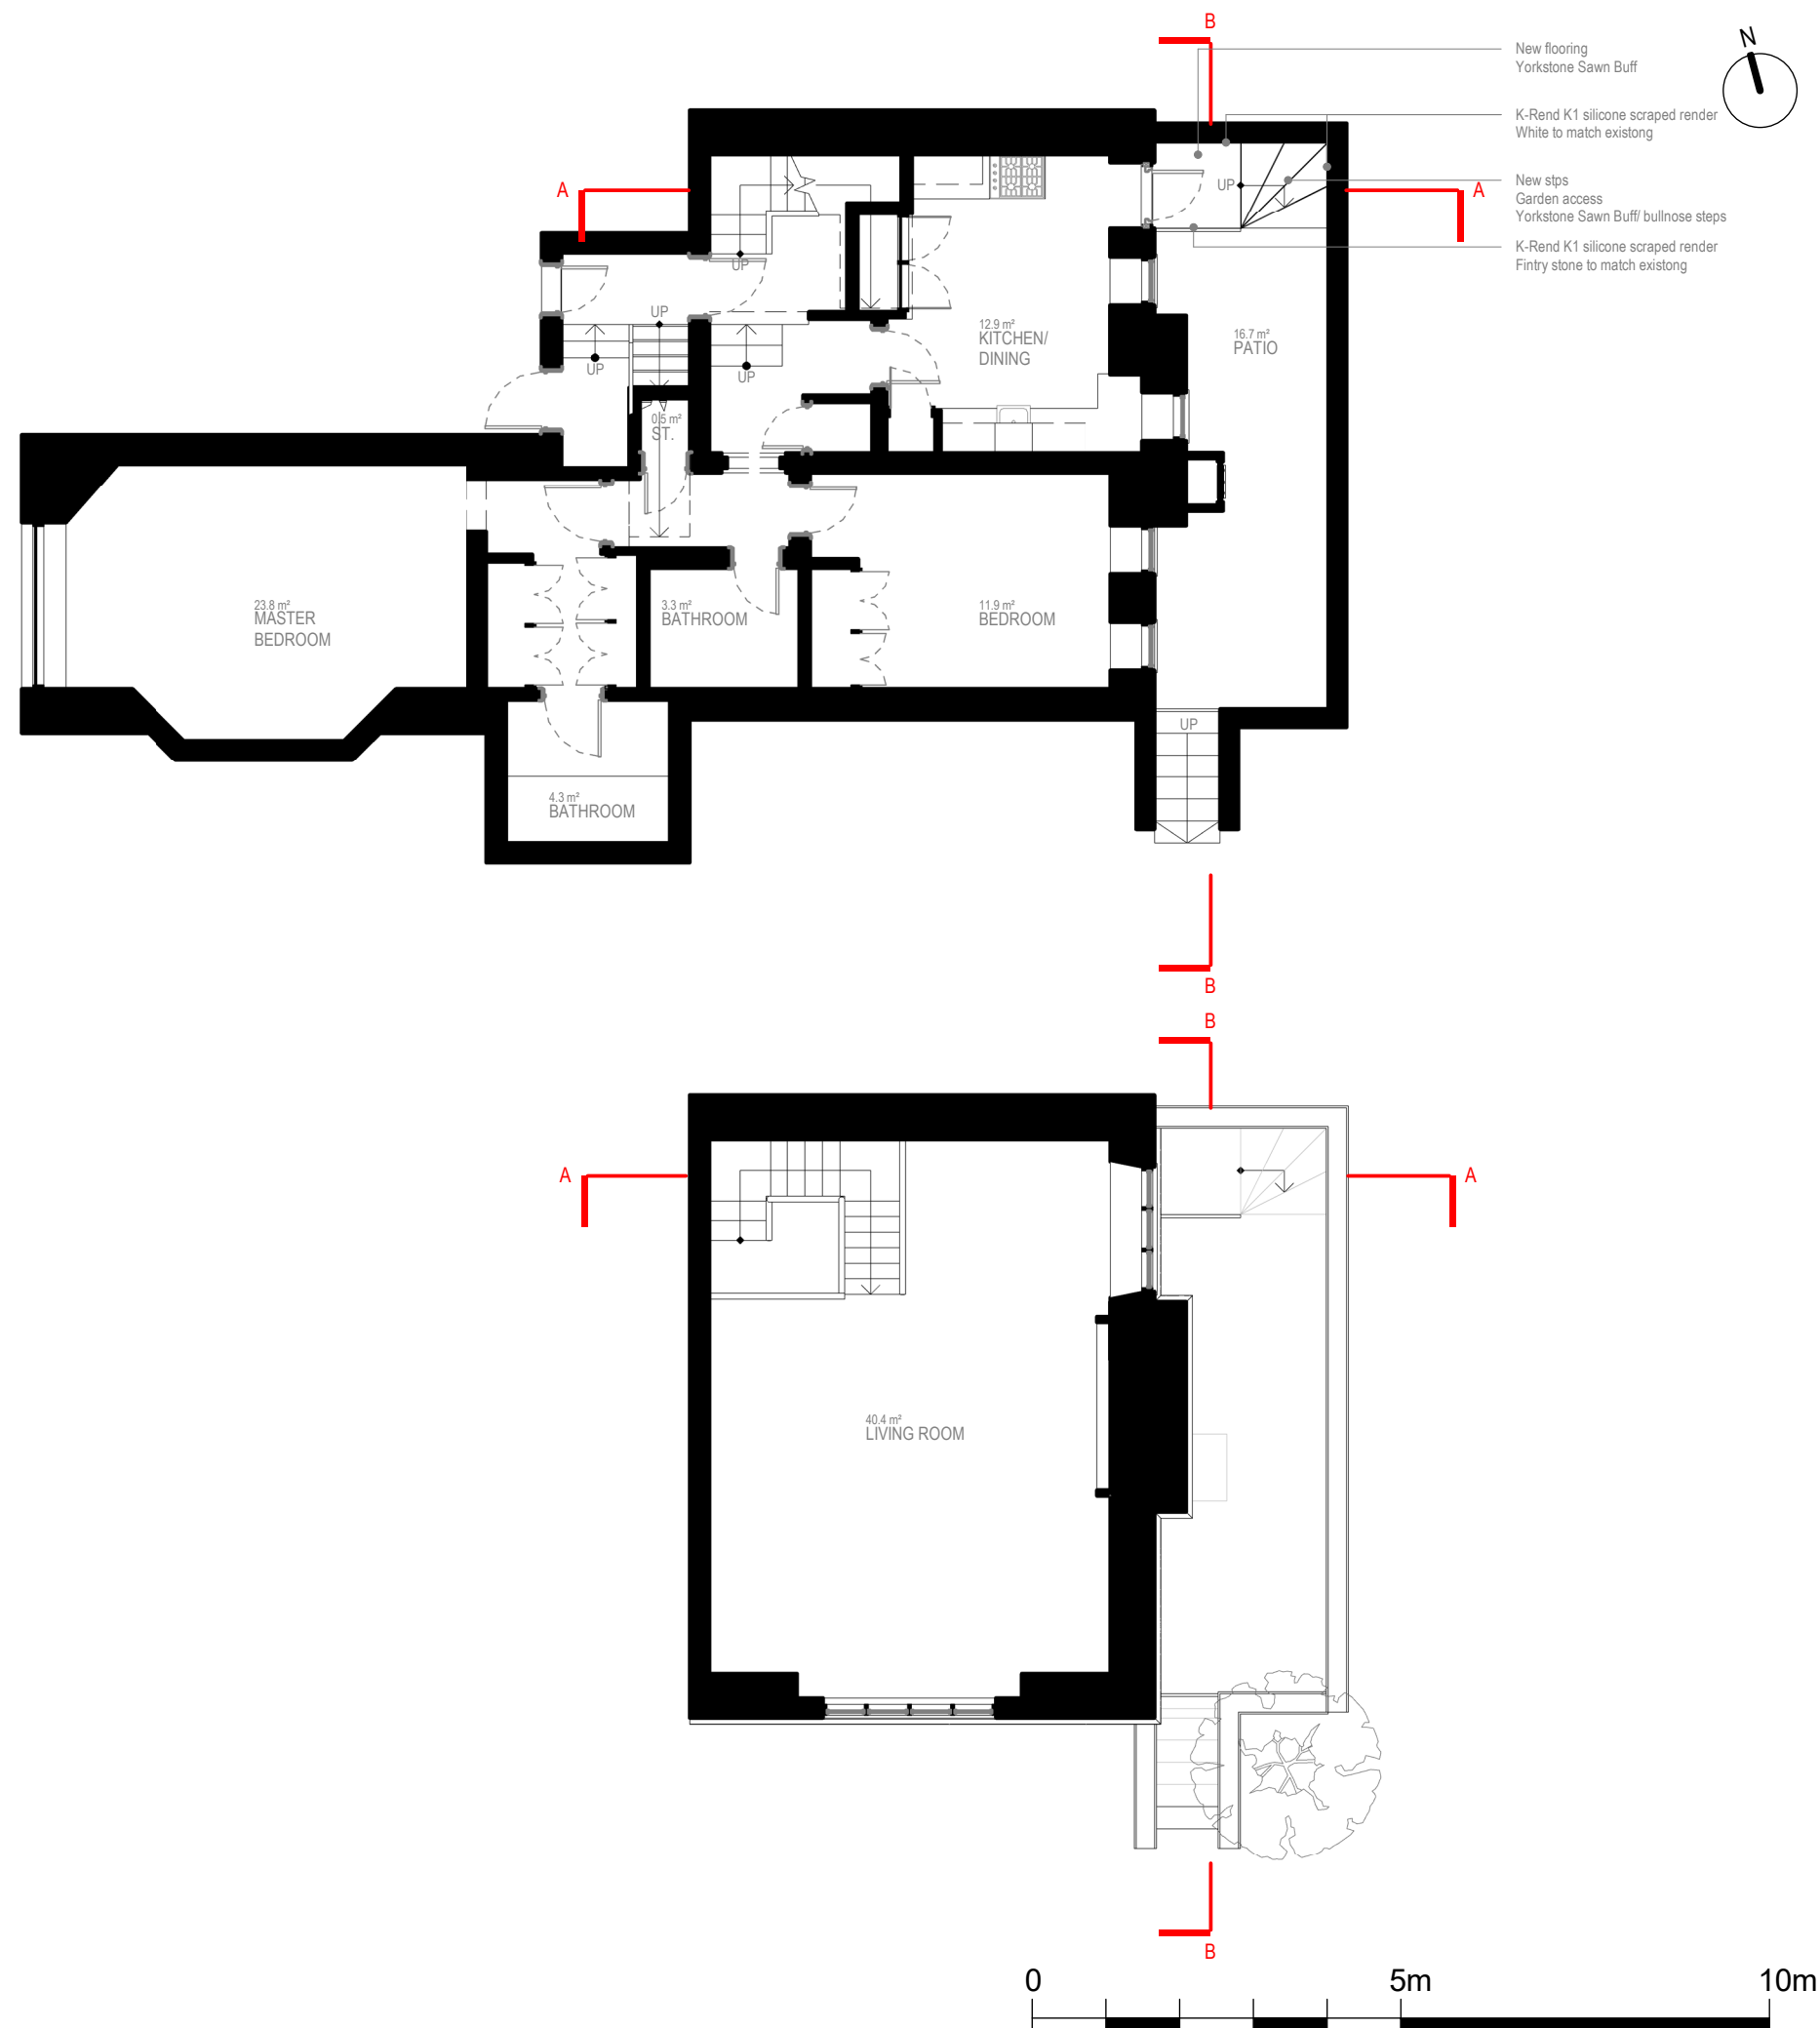 B
N
New flooring
Yorkstone Sawn Buff
K-Rend K1 silicone scraped render
White to match existong
A
UP
A
New stps
Garden access
Yorkstone Sawn Buff/ bullnose steps
K-Rend K1 silicone scraped render
Fintry stone to match existong
UP
UP
12.9 m²
KITCHEN/
DINING
16.7 m²
PATIO
UP
UP
0.5 m²
ST.
23.8 m²
MASTER
BEDROOM
3.3 m²
BATHROOM
11.9 m²
BEDROOM
UP
4.3 m²
BATHROOM
B
B
A
A
40.4 m²
LIVING ROOM
B
0
5m
10m